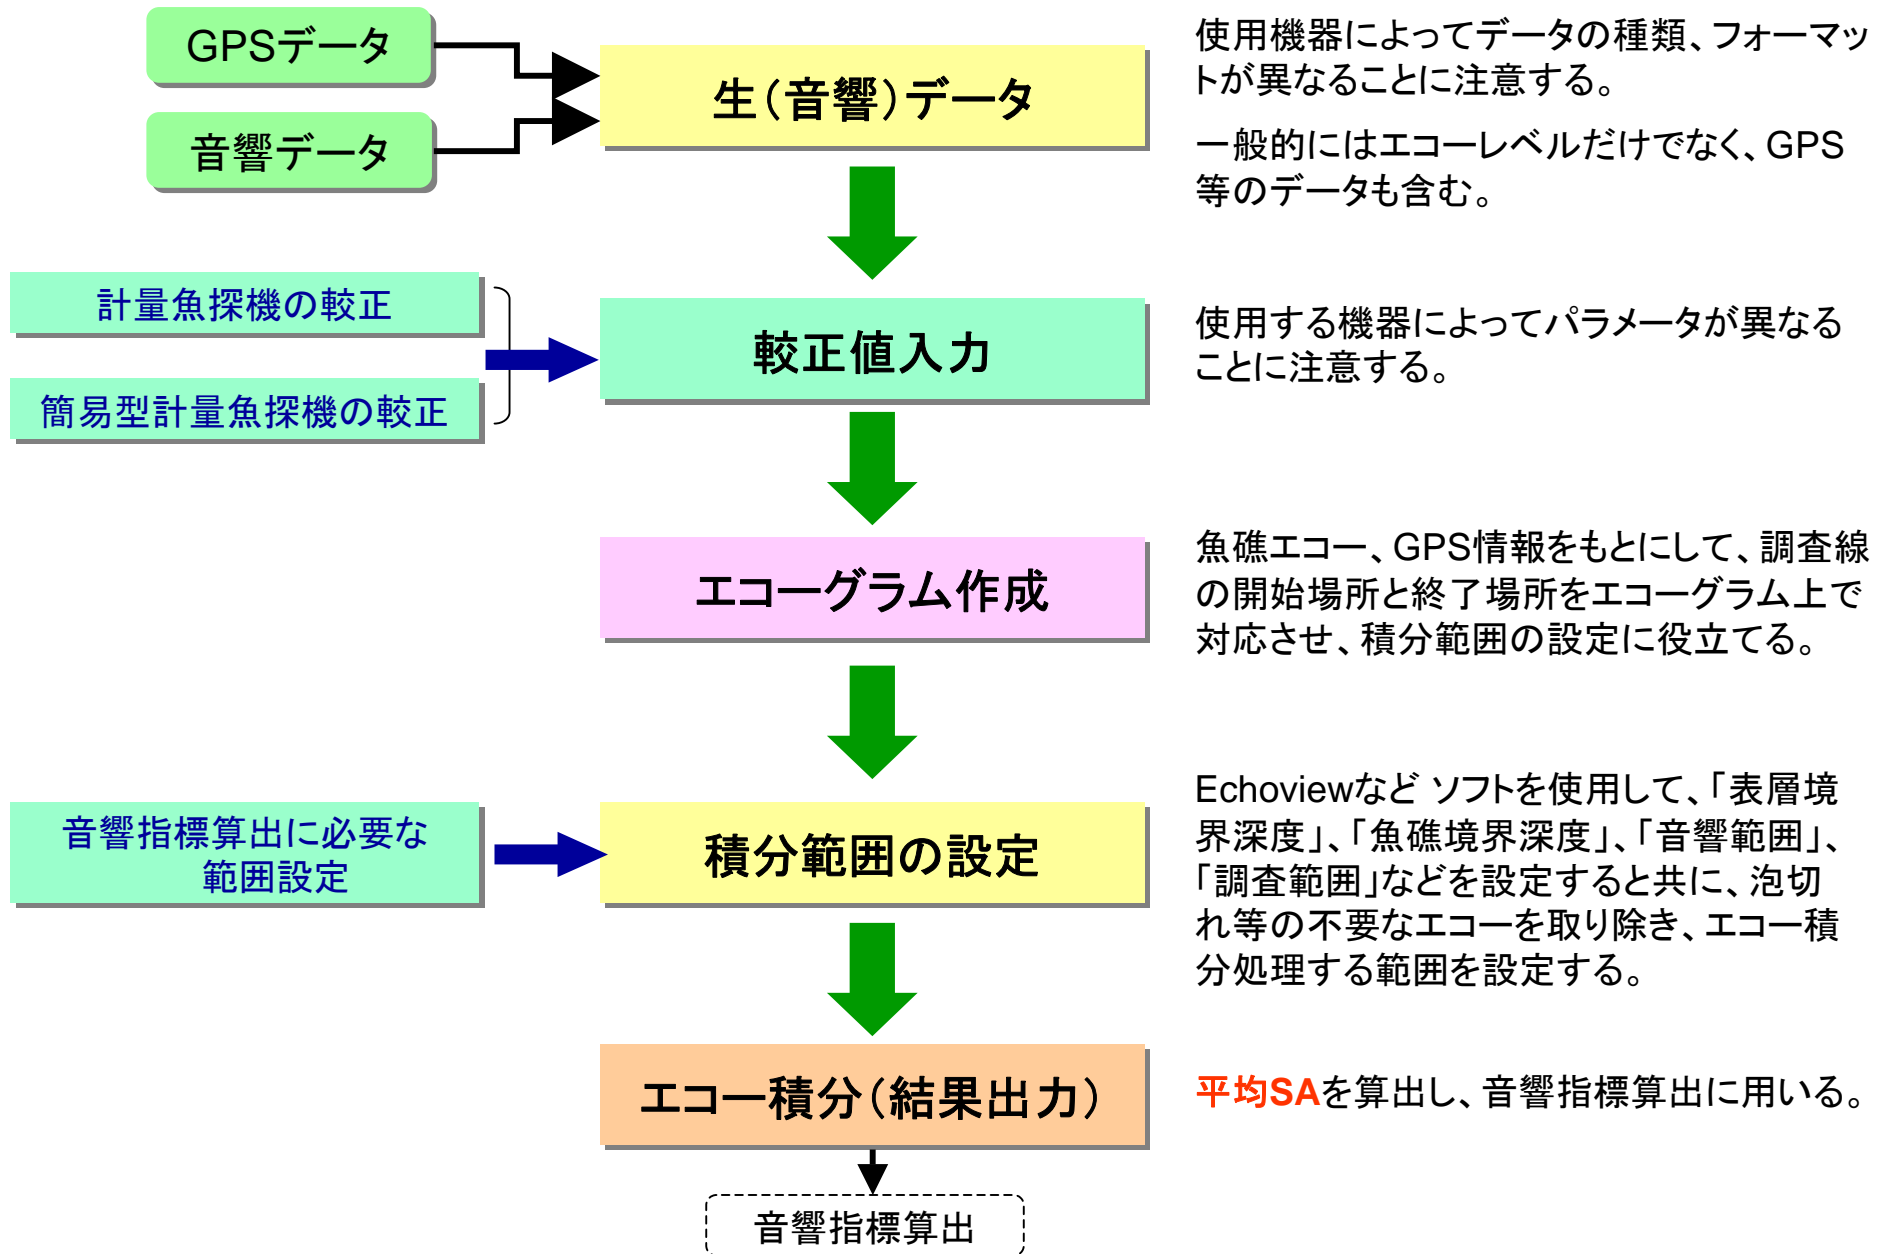 GPSデータ
音響データ
生(音響)データ
使用機器によってデータの種類、フォーマッ
トが異なることに注意する。
一般的にはエコーレベルだけでなく、GPS
等のデータも含む。
計量魚探機の較正
簡易型計量魚探機の較正
較正値入力
使用する機器によってパラメータが異なる
ことに注意する。
エコーグラム作成
魚礁エコー、GPS情報をもとにして、調査線
の開始場所と終了場所をエコーグラム上で
対応させ、積分範囲の設定に役立てる。
音響指標算出に必要な
範囲設定
積分範囲の設定
Echoviewなど ソフトを使用して、「表層境
界深度」、「魚礁境界深度」、「音響範囲」、
「調査範囲」などを設定すると共に、泡切
れ等の不要なエコーを取り除き、エコー積
分処理する範囲を設定する。
エコー積分(結果出力)
平均SAを算出し、音響指標算出に用いる。
音響指標算出